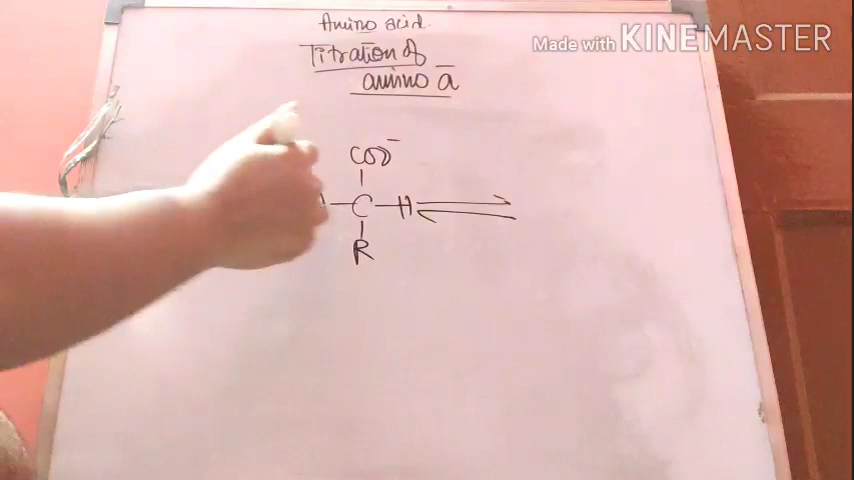 Amino acid.
Made with KINEMASTER
Titration of
amino a
COO⁻
C H
R